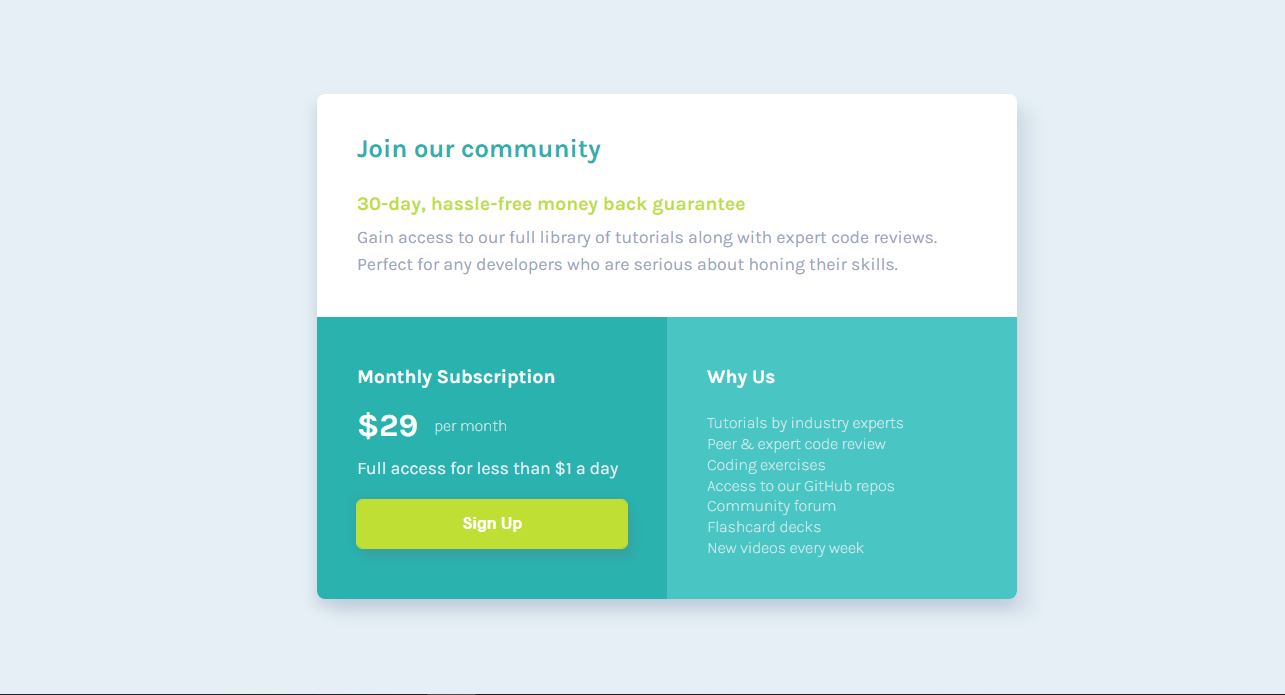 Join our community
30-day, hassle-free money back guarantee
Gain access to our full library of tutorials along with expert code reviews.
Perfect for any developers who are serious about honing their skills.
Monthly Subscription
$29 per month
Full access for less than $1 a day
Sign Up
Why Us
Tutorials by industry experts
Peer & expert code review
Coding exercises
Access to our GitHub repos
Community forum
Flashcard decks
New videos every week